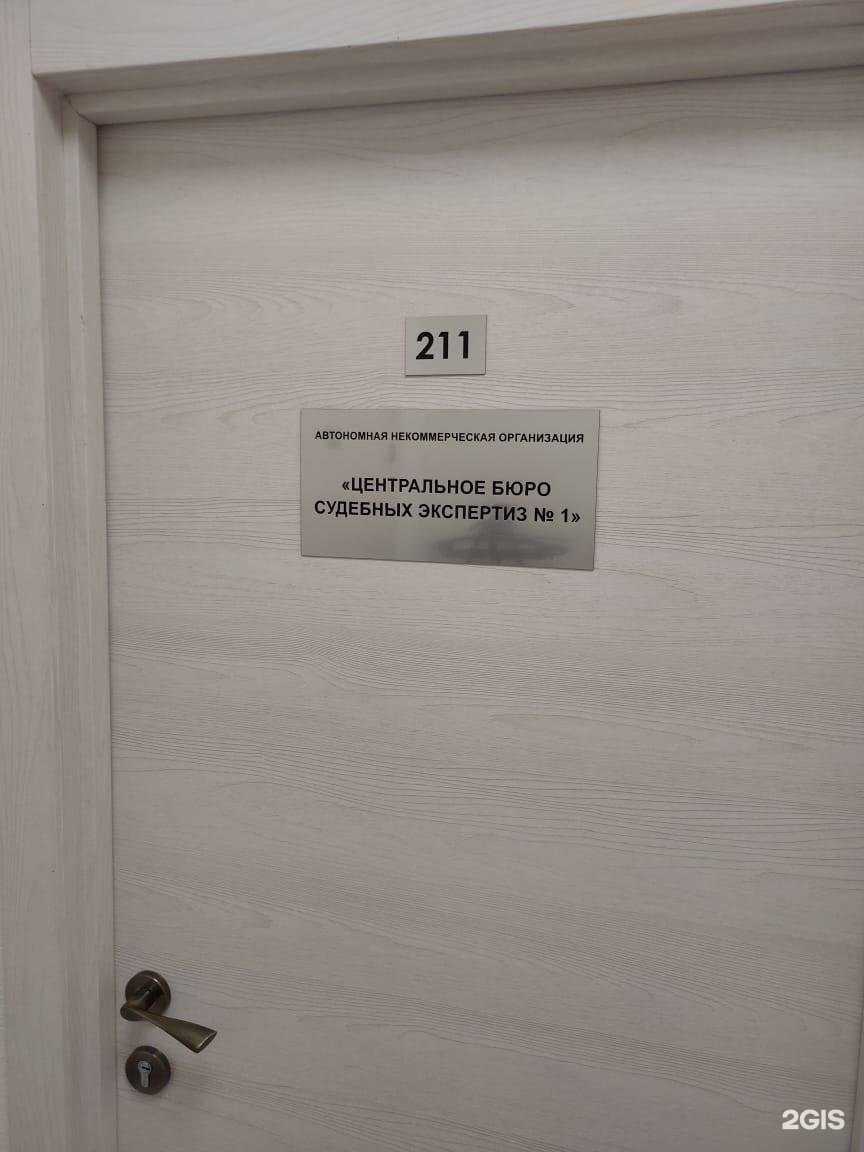 211
АВТОНОМНАЯ НЕКОММЕРЧЕСКАЯ ОРГАНИЗАЦИЯ
«ЦЕНТРАЛЬНОЕ БЮРО
СУДЕБНЫХ ЭКСПЕРТИЗ № 1»
2GIS